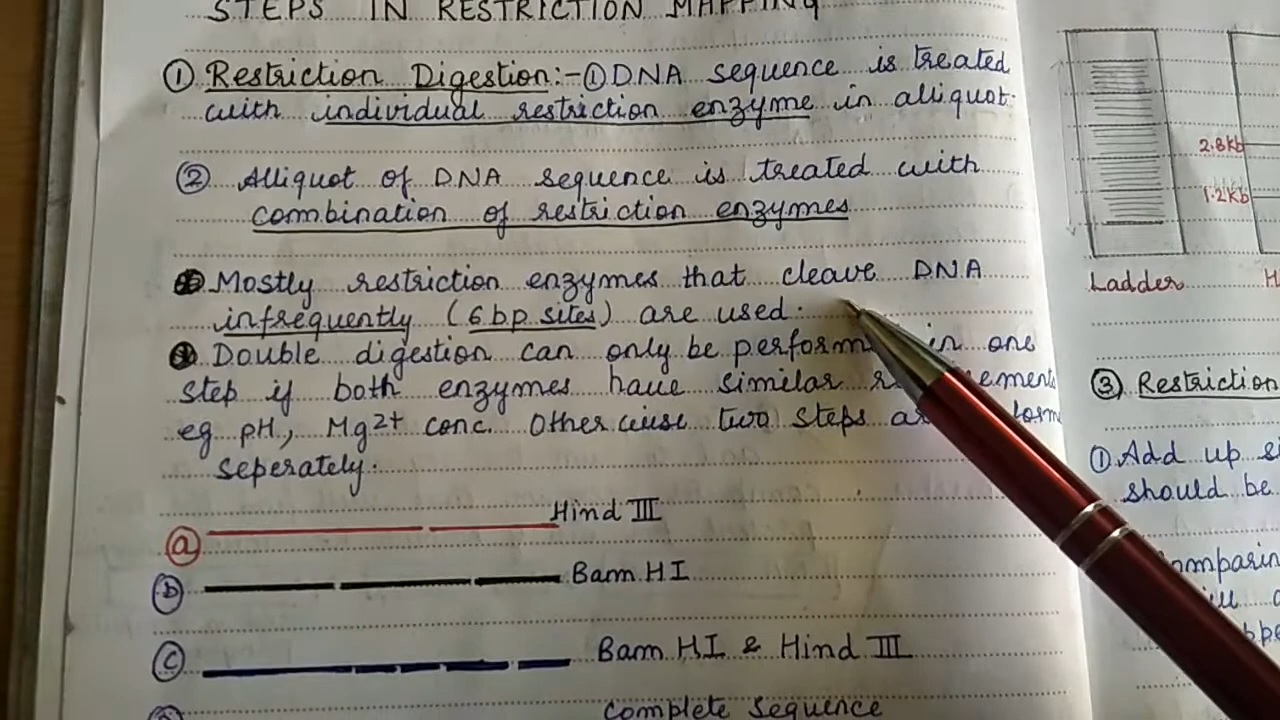 STEPS IN RESTRICTION MAPPING
① Restriction Digestion:- ① DNA sequence is treated
with individual restriction enzyme in aliquot.
② Alliquot of DNA sequence is treated with
combination of restriction enzymes
Mostly restriction enzymes that cleave DNA
infrequently (6 b.p sites) are used.
Double digestion can only be perform in one
step if both enzymes have similar
eg pH, Mg²⁺ conc. Otherwise two steps
seperately.
ⓐ Hind III
ⓑ Bam HI
ⓒ Bam HI & Hind III
Complete Sequence
2.8Kb
1.2Kb
Ladder H
③ Restriction
① Add up
should be